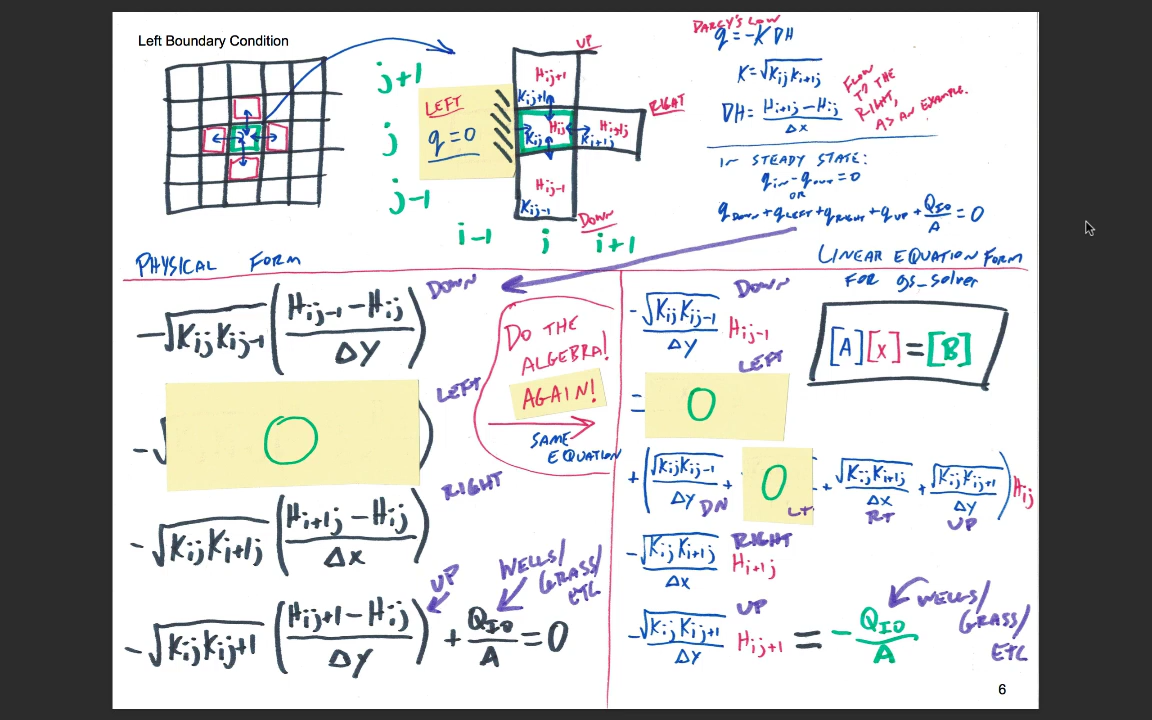 Left Boundary Condition
DARCY'S LOW
q = -K DH
K = √KijKi+1j
DH = Hi+1j - Hij / Δx
FLOW TO THE RIGHT, AS AN EXAMPLE.
IN STEADY STATE:
qin - qout = 0
OR
qDOWN + qLEFT + qRIGHT + qUP + QIO/A = 0
UP
j+1
j
j-1
LEFT
q = 0
Hij+1
Kij+1
Hij
Kij
Hi+1j
Ki+1j
RIGHT
Hij-1
Kij-1
DOWN
i-1 j i+1
PHYSICAL FORM
-√KijKij-1 (Hij-1 - Hij / ΔY) DOWN
-√ 0 ) LEFT
-√KijKi+1j (Hi+1j - Hij / Δx) RIGHT
-√KijKij+1 (Hij+1 - Hij / ΔY) UP + QIO/A = 0
WELLS/ GRASS/ ETC
DO THE ALGEBRA! AGAIN!
SAME EQUATION
LINEAR EQUATION FORM
FOR gs_solver
[A][x] = [B]
-√KijKij-1 / ΔY Hij-1 DOWN
= 0 LEFT
+ (√KijKij-1 / ΔY DN + 0 LT + √KijKi+1j / Δx RT + √KijKij+1 / ΔY UP) Hij
-√KijKi+1j / Δx Hi+1j RIGHT
-√KijKij+1 / ΔY Hij+1 UP = -QIO/A
WELLS/ GRASS/ ETC
6